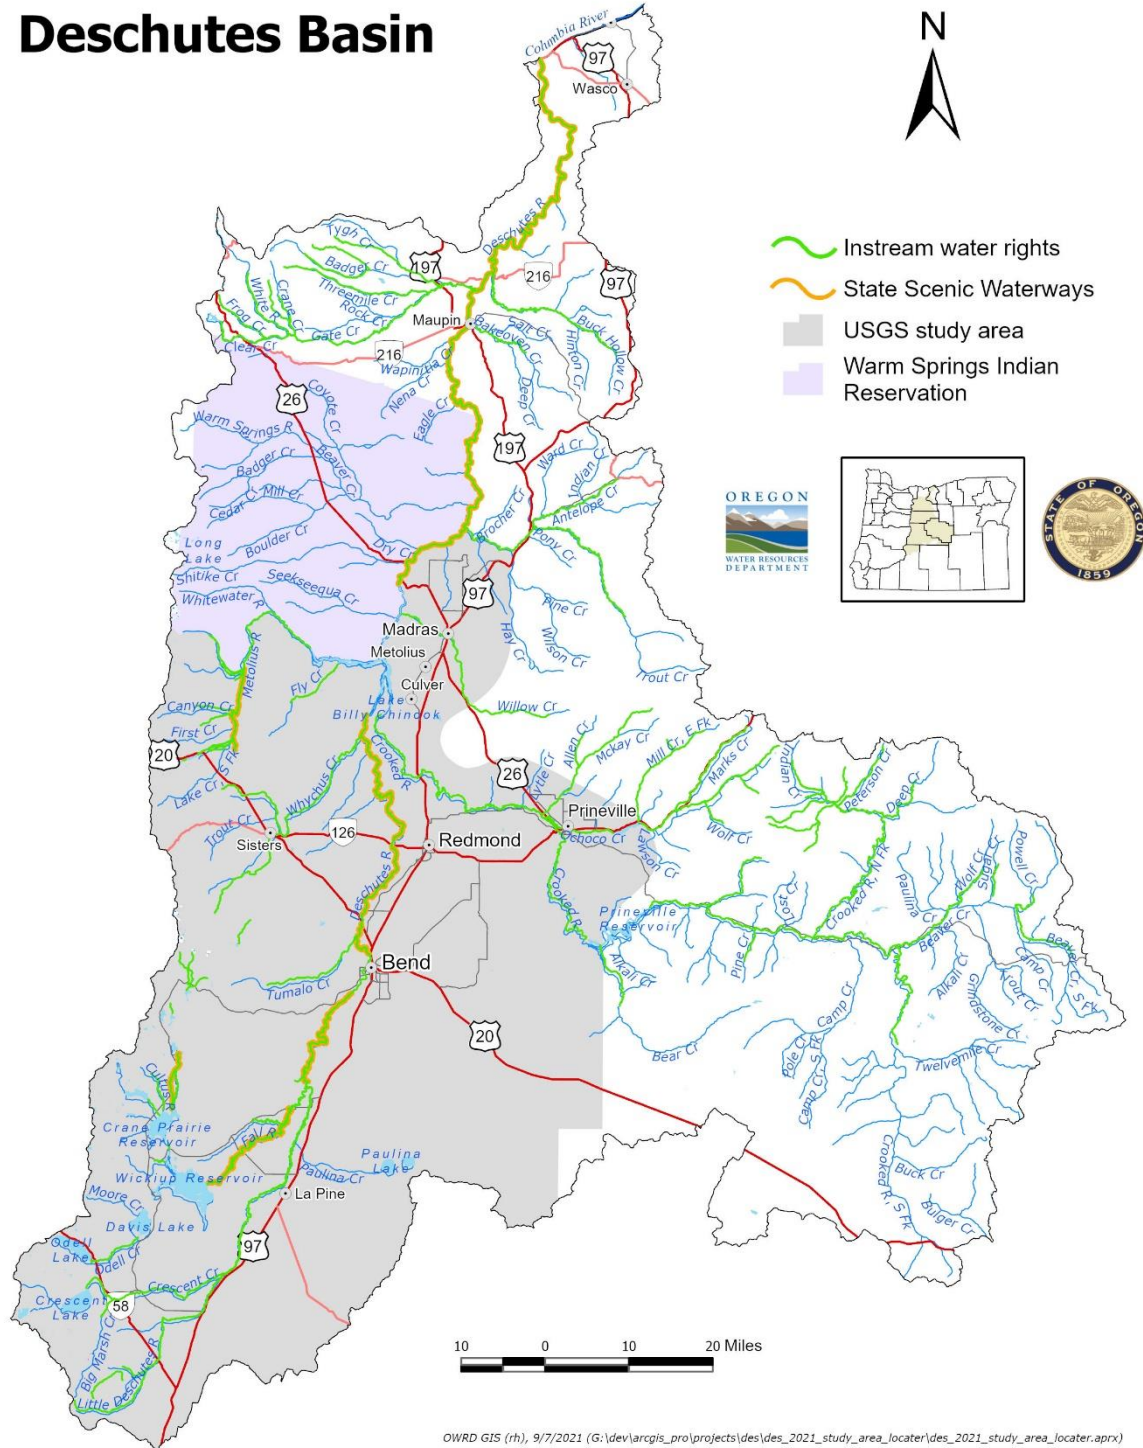 Deschutes Basin
N
Columbia River
97
Wasco
Deschutes R
Tygh Cr
Badger Cr
197
216
97
Threemile Cr
Rock Cr
White R
Crane Cr
Frog Cr
Gate Cr
Clear Cr
Maupin
Bakeoven Cr
Salt Cr
Buck Hollow Cr
Hinton Cr
216
Wapinitia Cr
Nena Cr
Deep Cr
26
Coyote Cr
Eagle Cr
197
Warm Springs R
Beaver Cr
Badger Cr
Ward Cr
Indian Cr
Mill Cr
Cedar C
Antelope Cr
Brocher Cr
Pony Cr
Long
Lake
Boulder Cr
Dry Cr
Shitike Cr
Seekseequa Cr
Whitewater R
97
Pine Cr
Wilson Cr
Hay Cr
Trout Cr
Madras
Metolius
Culver
Metolius R
Fly Cr
Lake
Billy Chinook
Willow Cr
Canyon Cr
First Cr
20
S Fk
Lake Cr
Whychus Cr
Crooked R
26
Lytle Cr
Allen Cr
McKay Cr
Mill Cr, E Fk
Marks Cr
Indian Cr
Peterson Cr
Deep Cr
Prineville
Ochoco Cr
Lawson Cr
Wolf Cr
Trout Cr
Sisters
126
Redmond
Deschutes R
Crooked R
Prineville
Reservoir
Lost Cr
Crooked R, N Fk
Paulina Cr
Wolf Cr
Sugar Cr
Powell Cr
Beaver Cr
Beaver Cr, S Fk
Pine Cr
Alkali Cr
Alkali Cr
Camp Cr
Trout Cr
Grindstone Cr
Bend
Tumalo Cr
20
Bear Cr
Camp Cr
Pole Cr
Camp Cr, S Fk
Twelvemile Cr
Cultus R
Crane Prairie
Reservoir
Fall R
Wickiup Reservoir
Paulina
Lake
Paulina Cr
Moore Cr
La Pine
Davis Lake
Odell
Lake
Odell Cr
97
Crescent Cr
Crescent
Lake
58
Big Marsh Cr
Little Deschutes R
Crooked R, S Fk
Buck Cr
Bulger Cr
Instream water rights
State Scenic Waterways
USGS study area
Warm Springs Indian
Reservation
OREGON
WATER RESOURCES
DEPARTMENT
STATE OF OREGON
1859
10 0 10 20 Miles
OWRD GIS (rh), 9/7/2021 (G:\dev\arcgis_pro\projects\des\des_2021_study_area_locater\des_2021_study_area_locater.aprx)